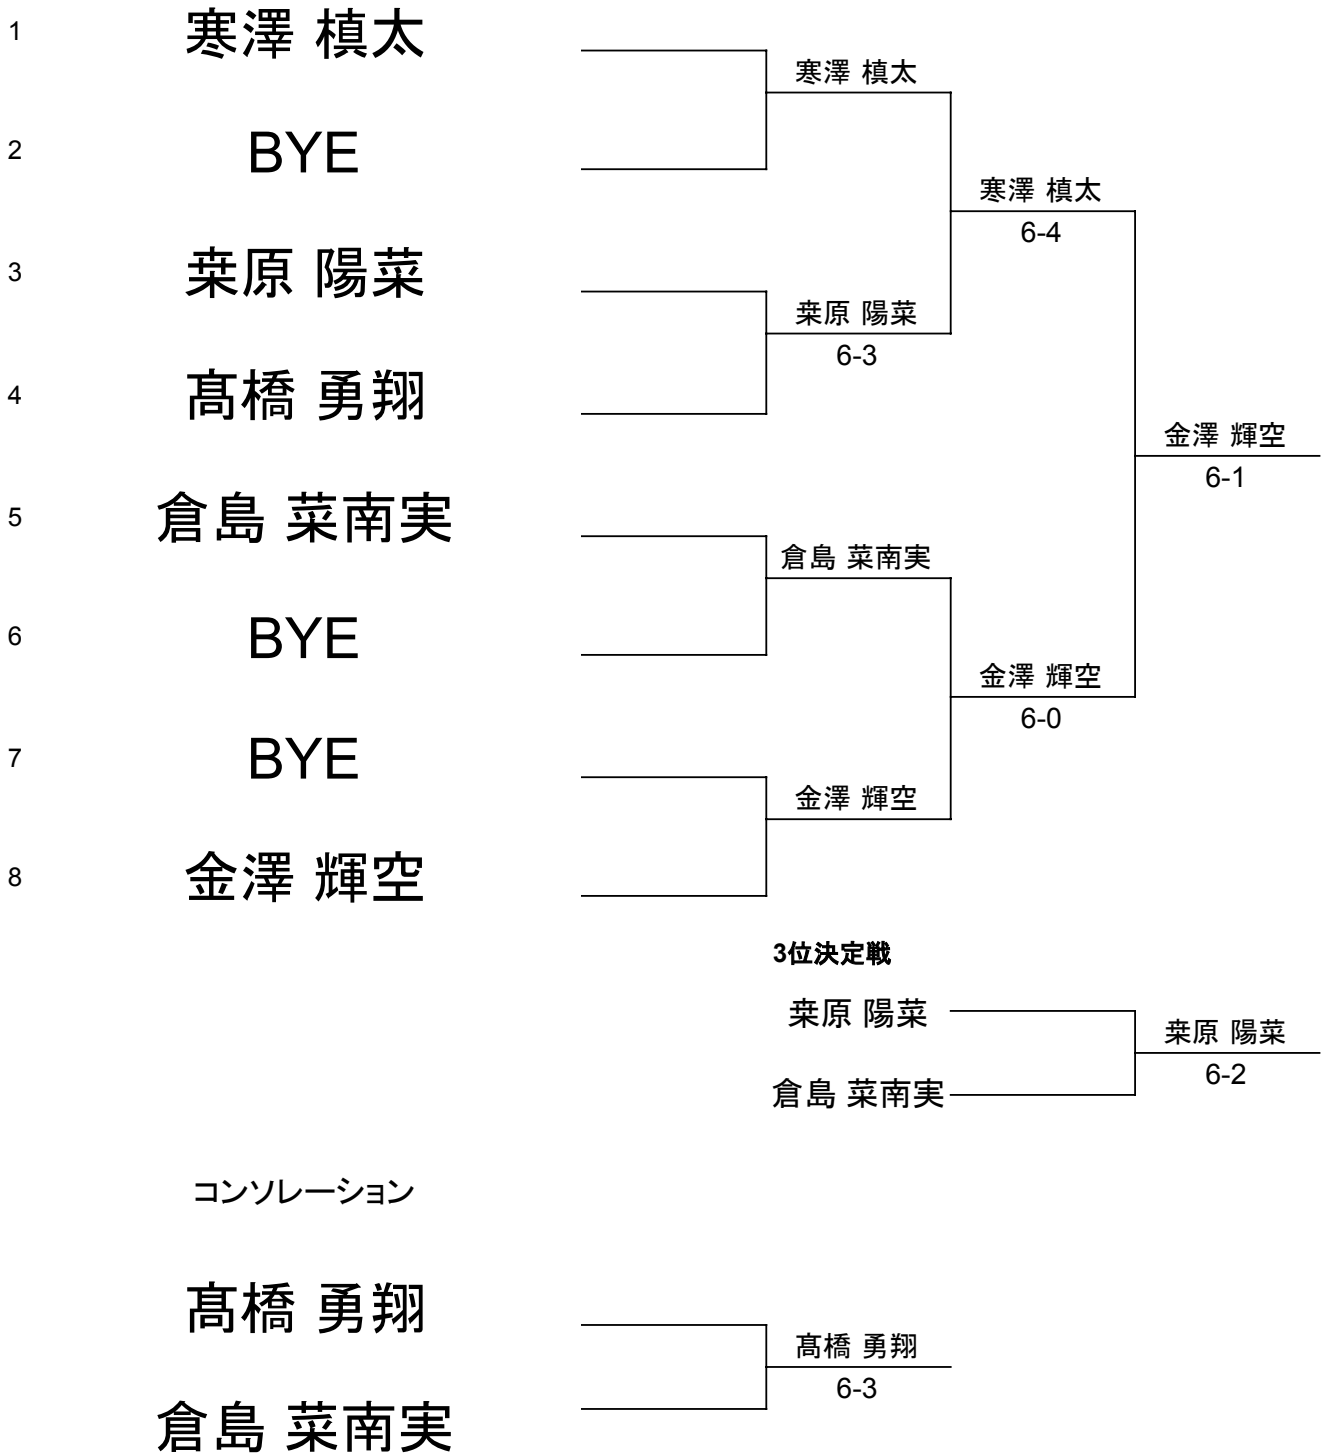 1 寒澤 槙太
寒澤 槙太
2 BYE
寒澤 槙太
6-4
3 桒原 陽菜
桒原 陽菜
6-3
4 髙橋 勇翔
金澤 輝空
6-1
5 倉島 菜南実
倉島 菜南実
6 BYE
金澤 輝空
6-0
7 BYE
金澤 輝空
8 金澤 輝空
3位決定戦
桒原 陽菜
桒原 陽菜
6-2
倉島 菜南実
コンソレーション
髙橋 勇翔
髙橋 勇翔
6-3
倉島 菜南実